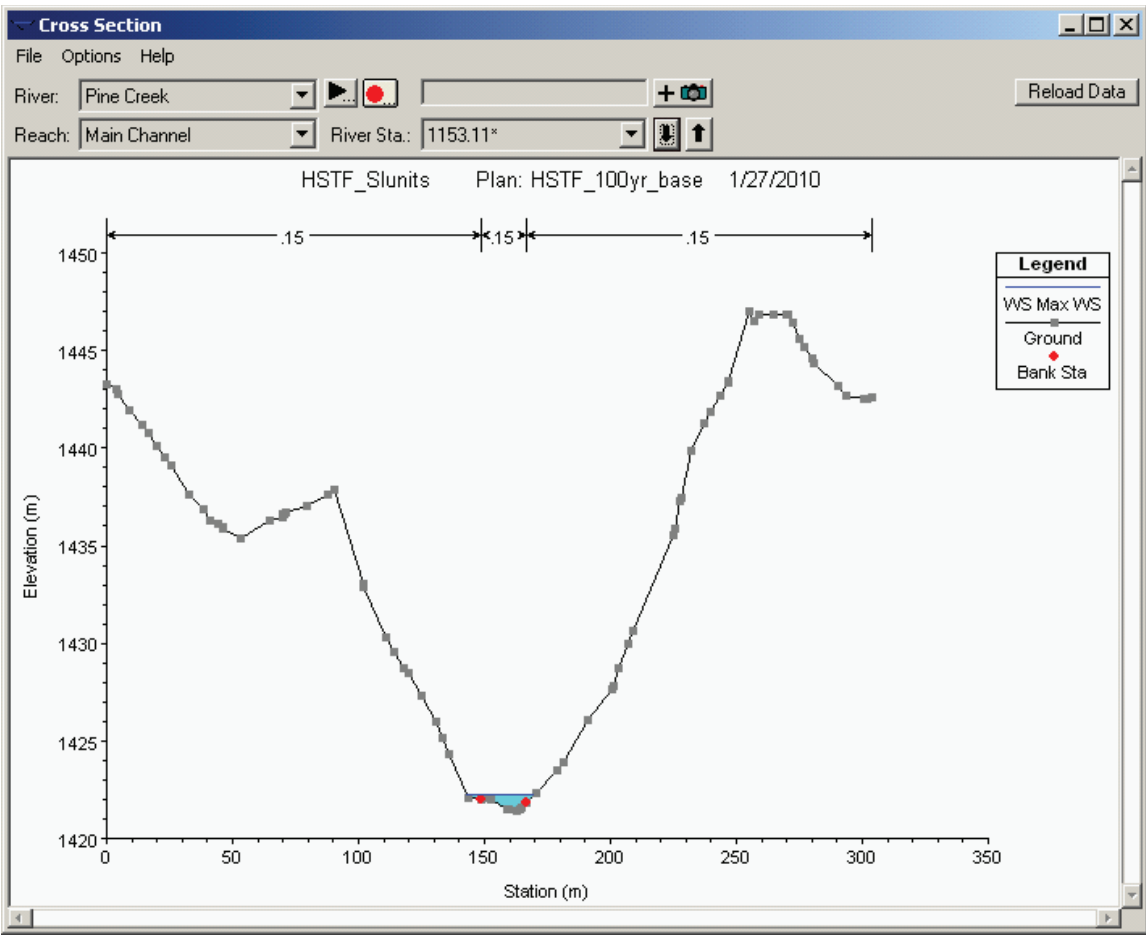 Cross Section
File Options Help
River: Pine Creek Reload Data
Reach: Main Channel River Sta.: 1153.11*
HSTF_SIunits Plan: HSTF_100yr_base 1/27/2010
.15 .15 .15
Legend
WS Max WS
Ground
Bank Sta
Elevation (m)
1450
1445
1440
1435
1430
1425
1420
0 50 100 150 200 250 300 350
Station (m)